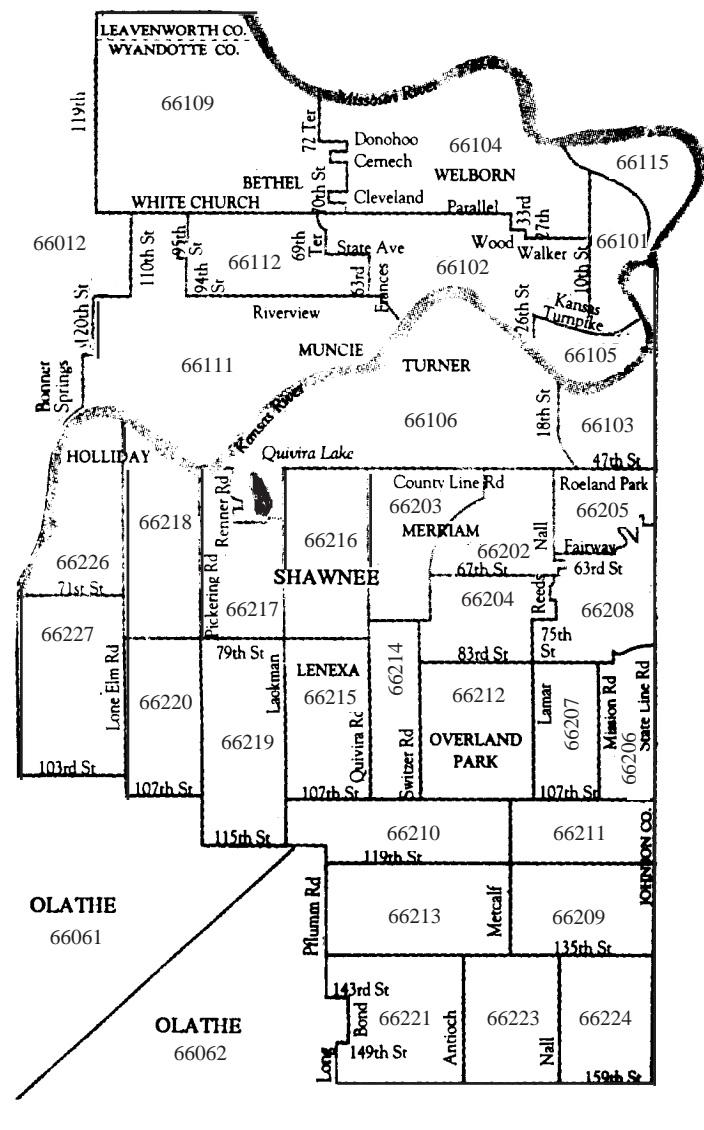 LEAVENWORTH CO.
WYANDOTTE CO.
119th
66109
Missouri River
72 Ter
Donohoo
Cernech
66104
66115
WELBORN
BETHEL
70th St
Cleveland
WHITE CHURCH
Parallel
33rd
27th
66012
110th St
95th St
94th St
66112
69th Ter
State Ave
63rd
Frances
66102
Wood
Walker
66101
10th St
120th St
Riverview
Kansas Turnpike
26th St
66105
66111
MUNCIE
TURNER
Bonner Springs
Kansas River
66106
18th St
66103
HOLLIDAY
Quivira Lake
47th St
County Line Rd
Roeland Park
66203
66205
Renner Rd
66218
66216
MERRIAM
66202
Nall
Fairway
66226
67th St
63rd St
71st St
SHAWNEE
Pickering Rd
66217
66204
Reeds
66208
66227
79th St
75th St
83rd St
Lone Elm Rd
Lackman
LENEXA
66215
66214
66212
66220
66219
Quivira Rd
Switzer Rd
OVERLAND PARK
Lamar
66207
Mission Rd
66206
State Line Rd
103rd St
107th St
107th St
107th St
115th St
66210
66211
119th St
JOHNSON CO.
OLATHE
66061
Pflumm Rd
66213
Metcalf
66209
135th St
143rd St
OLATHE
66062
Bond
66221
Antioch
66223
Nall
66224
Long
149th St
159th St